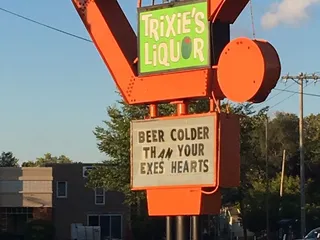 TRiXiE'S
LiQUOR
BEER COLDER
THAN YOUR
EXES HEARTS